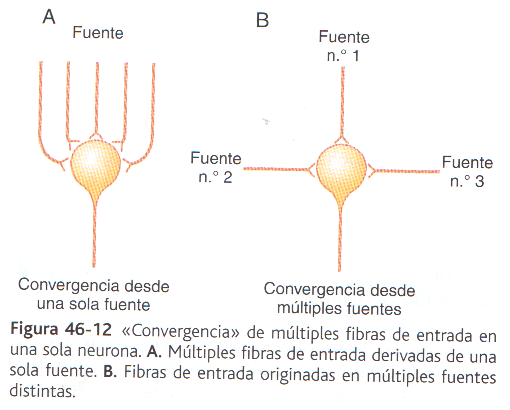 A
Fuente
Convergencia desde
una sola fuente
B
Fuente
n.° 1
Fuente
n.° 2
Fuente
n.° 3
Convergencia desde
múltiples fuentes
Figura 46-12 «Convergencia» de múltiples fibras de entrada en
una sola neurona. A. Múltiples fibras de entrada derivadas de una
sola fuente. B. Fibras de entrada originadas en múltiples fuentes
distintas.